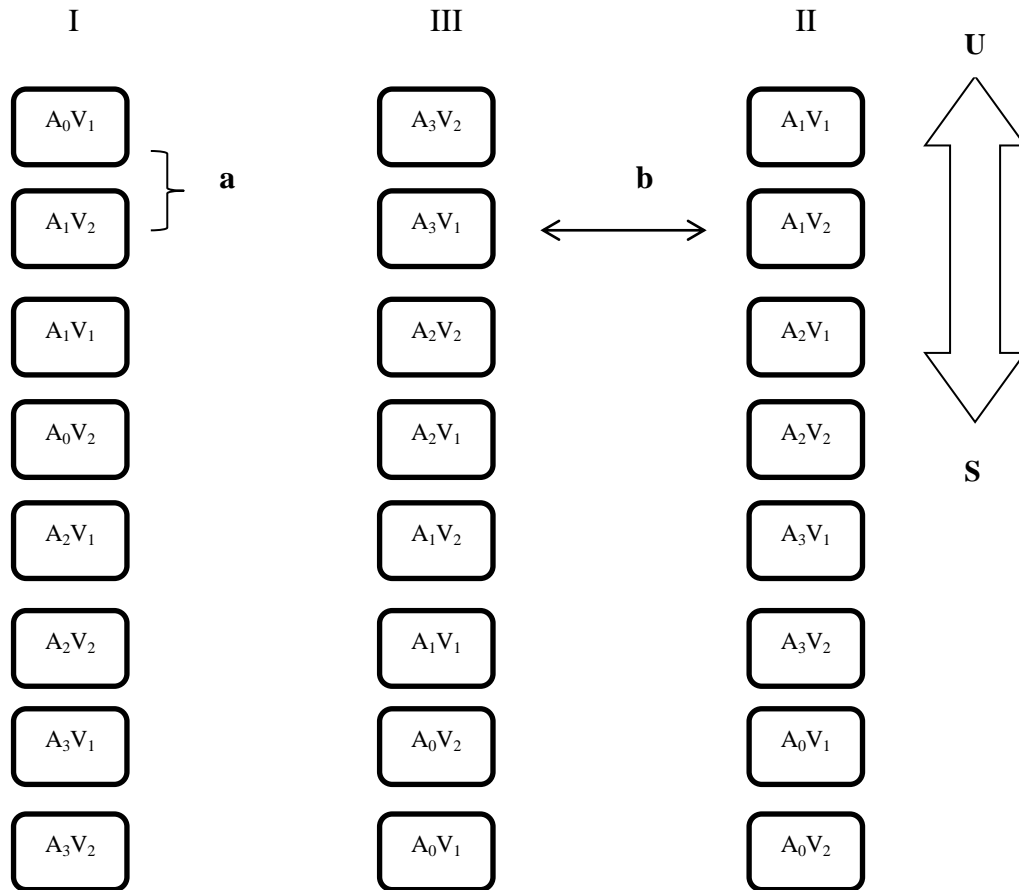 I III II
U
A₀V₁ A₃V₂ A₁V₁
a b
A₁V₂ A₃V₁ A₁V₂
A₁V₁ A₂V₂ A₂V₁
A₀V₂ A₂V₁ A₂V₂
S
A₂V₁ A₁V₂ A₃V₁
A₂V₂ A₁V₁ A₃V₂
A₃V₁ A₀V₂ A₀V₁
A₃V₂ A₀V₁ A₀V₂